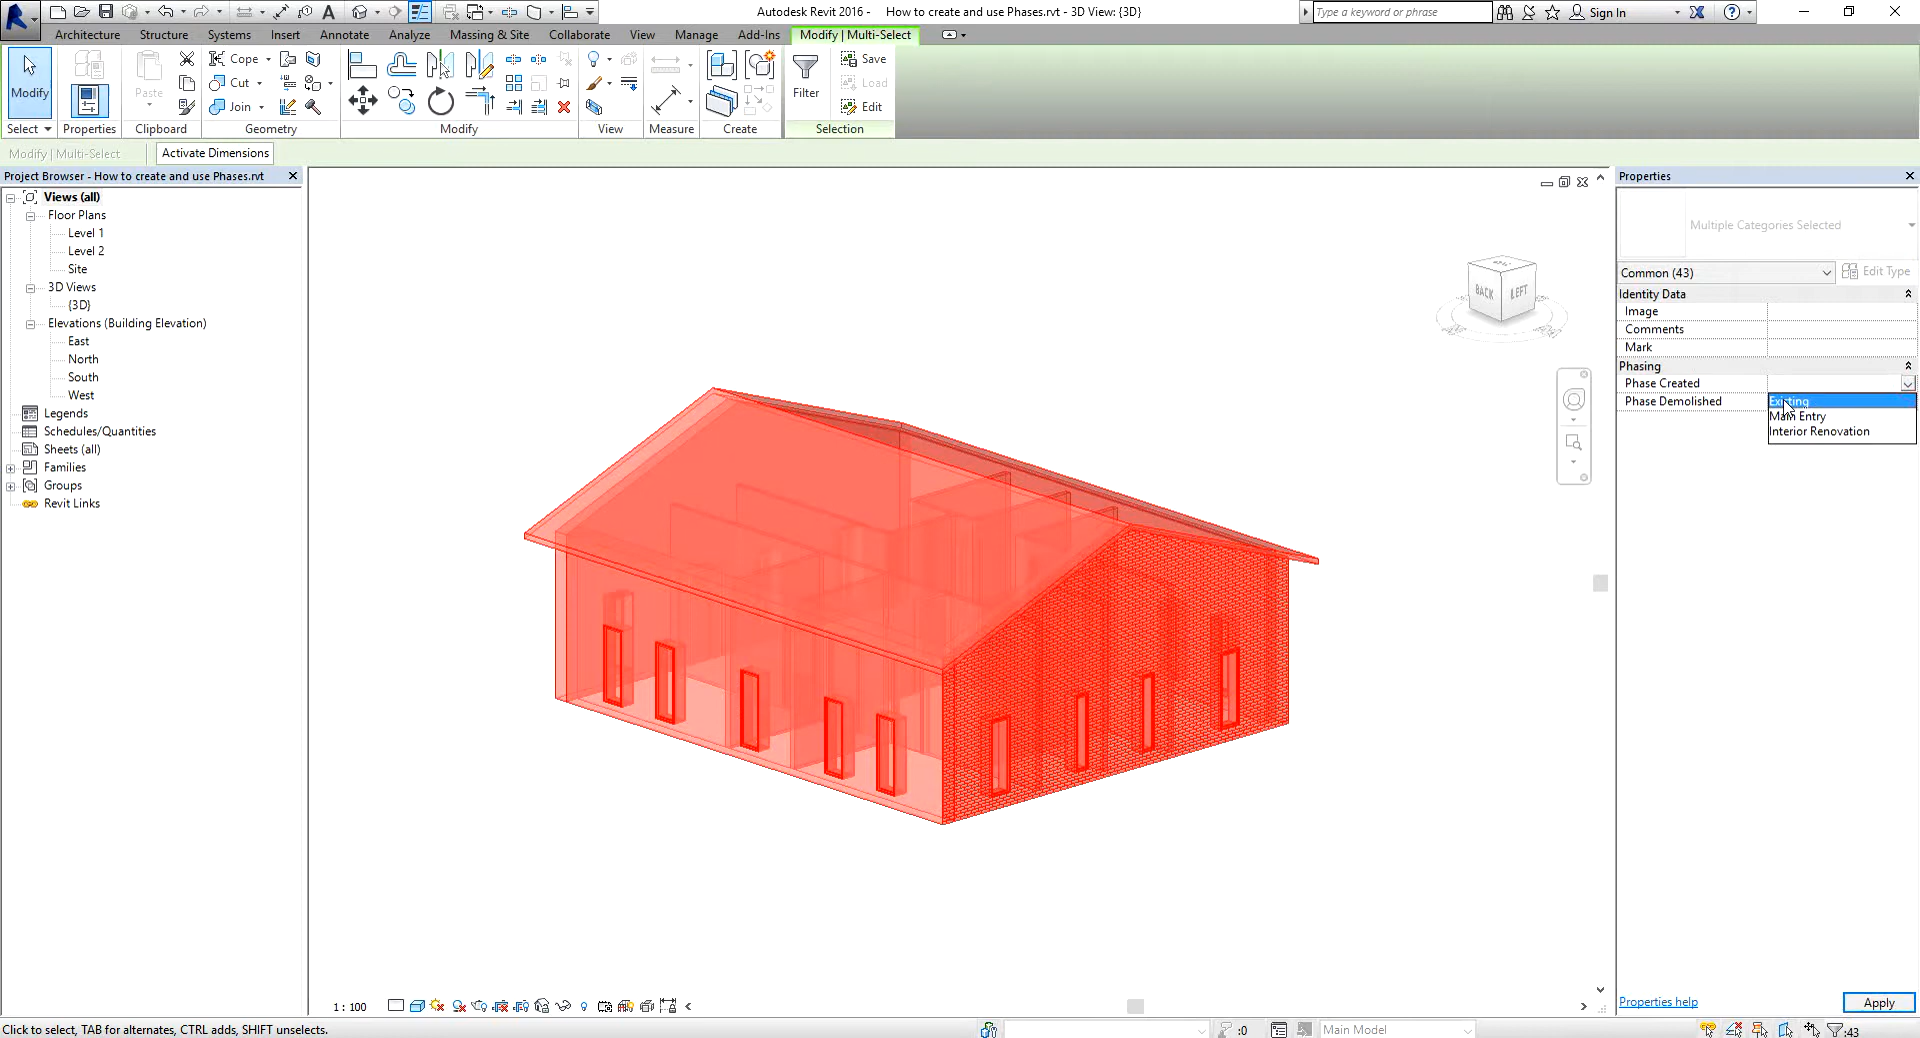 Autodesk Revit 2016 - How to create and use Phases.rvt - 3D View: {3D}
Type a keyword or phrase
Sign In
Architecture Structure Systems Insert Annotate Analyze Massing & Site Collaborate View Manage Add-Ins Modify | Multi-Select
Modify
Paste
Cope
Cut
Join
Filter
Save
Load
Edit
Select Properties Clipboard Geometry Modify View Measure Create Selection
Modify | Multi-Select Activate Dimensions
Project Browser - How to create and use Phases.rvt
Views (all)
Floor Plans
Level 1
Level 2
Site
3D Views
{3D}
Elevations (Building Elevation)
East
North
South
West
Legends
Schedules/Quantities
Sheets (all)
Families
Groups
Revit Links
BACK
LEFT
Properties
Multiple Categories Selected
Common (43) Edit Type
Identity Data
Image
Comments
Mark
Phasing
Phase Created
Phase Demolished
Existing
Main Entry
Interior Renovation
Properties help
Apply
1 : 100
Click to select, TAB for alternates, CTRL adds, SHIFT unselects.
:0
Main Model
:43